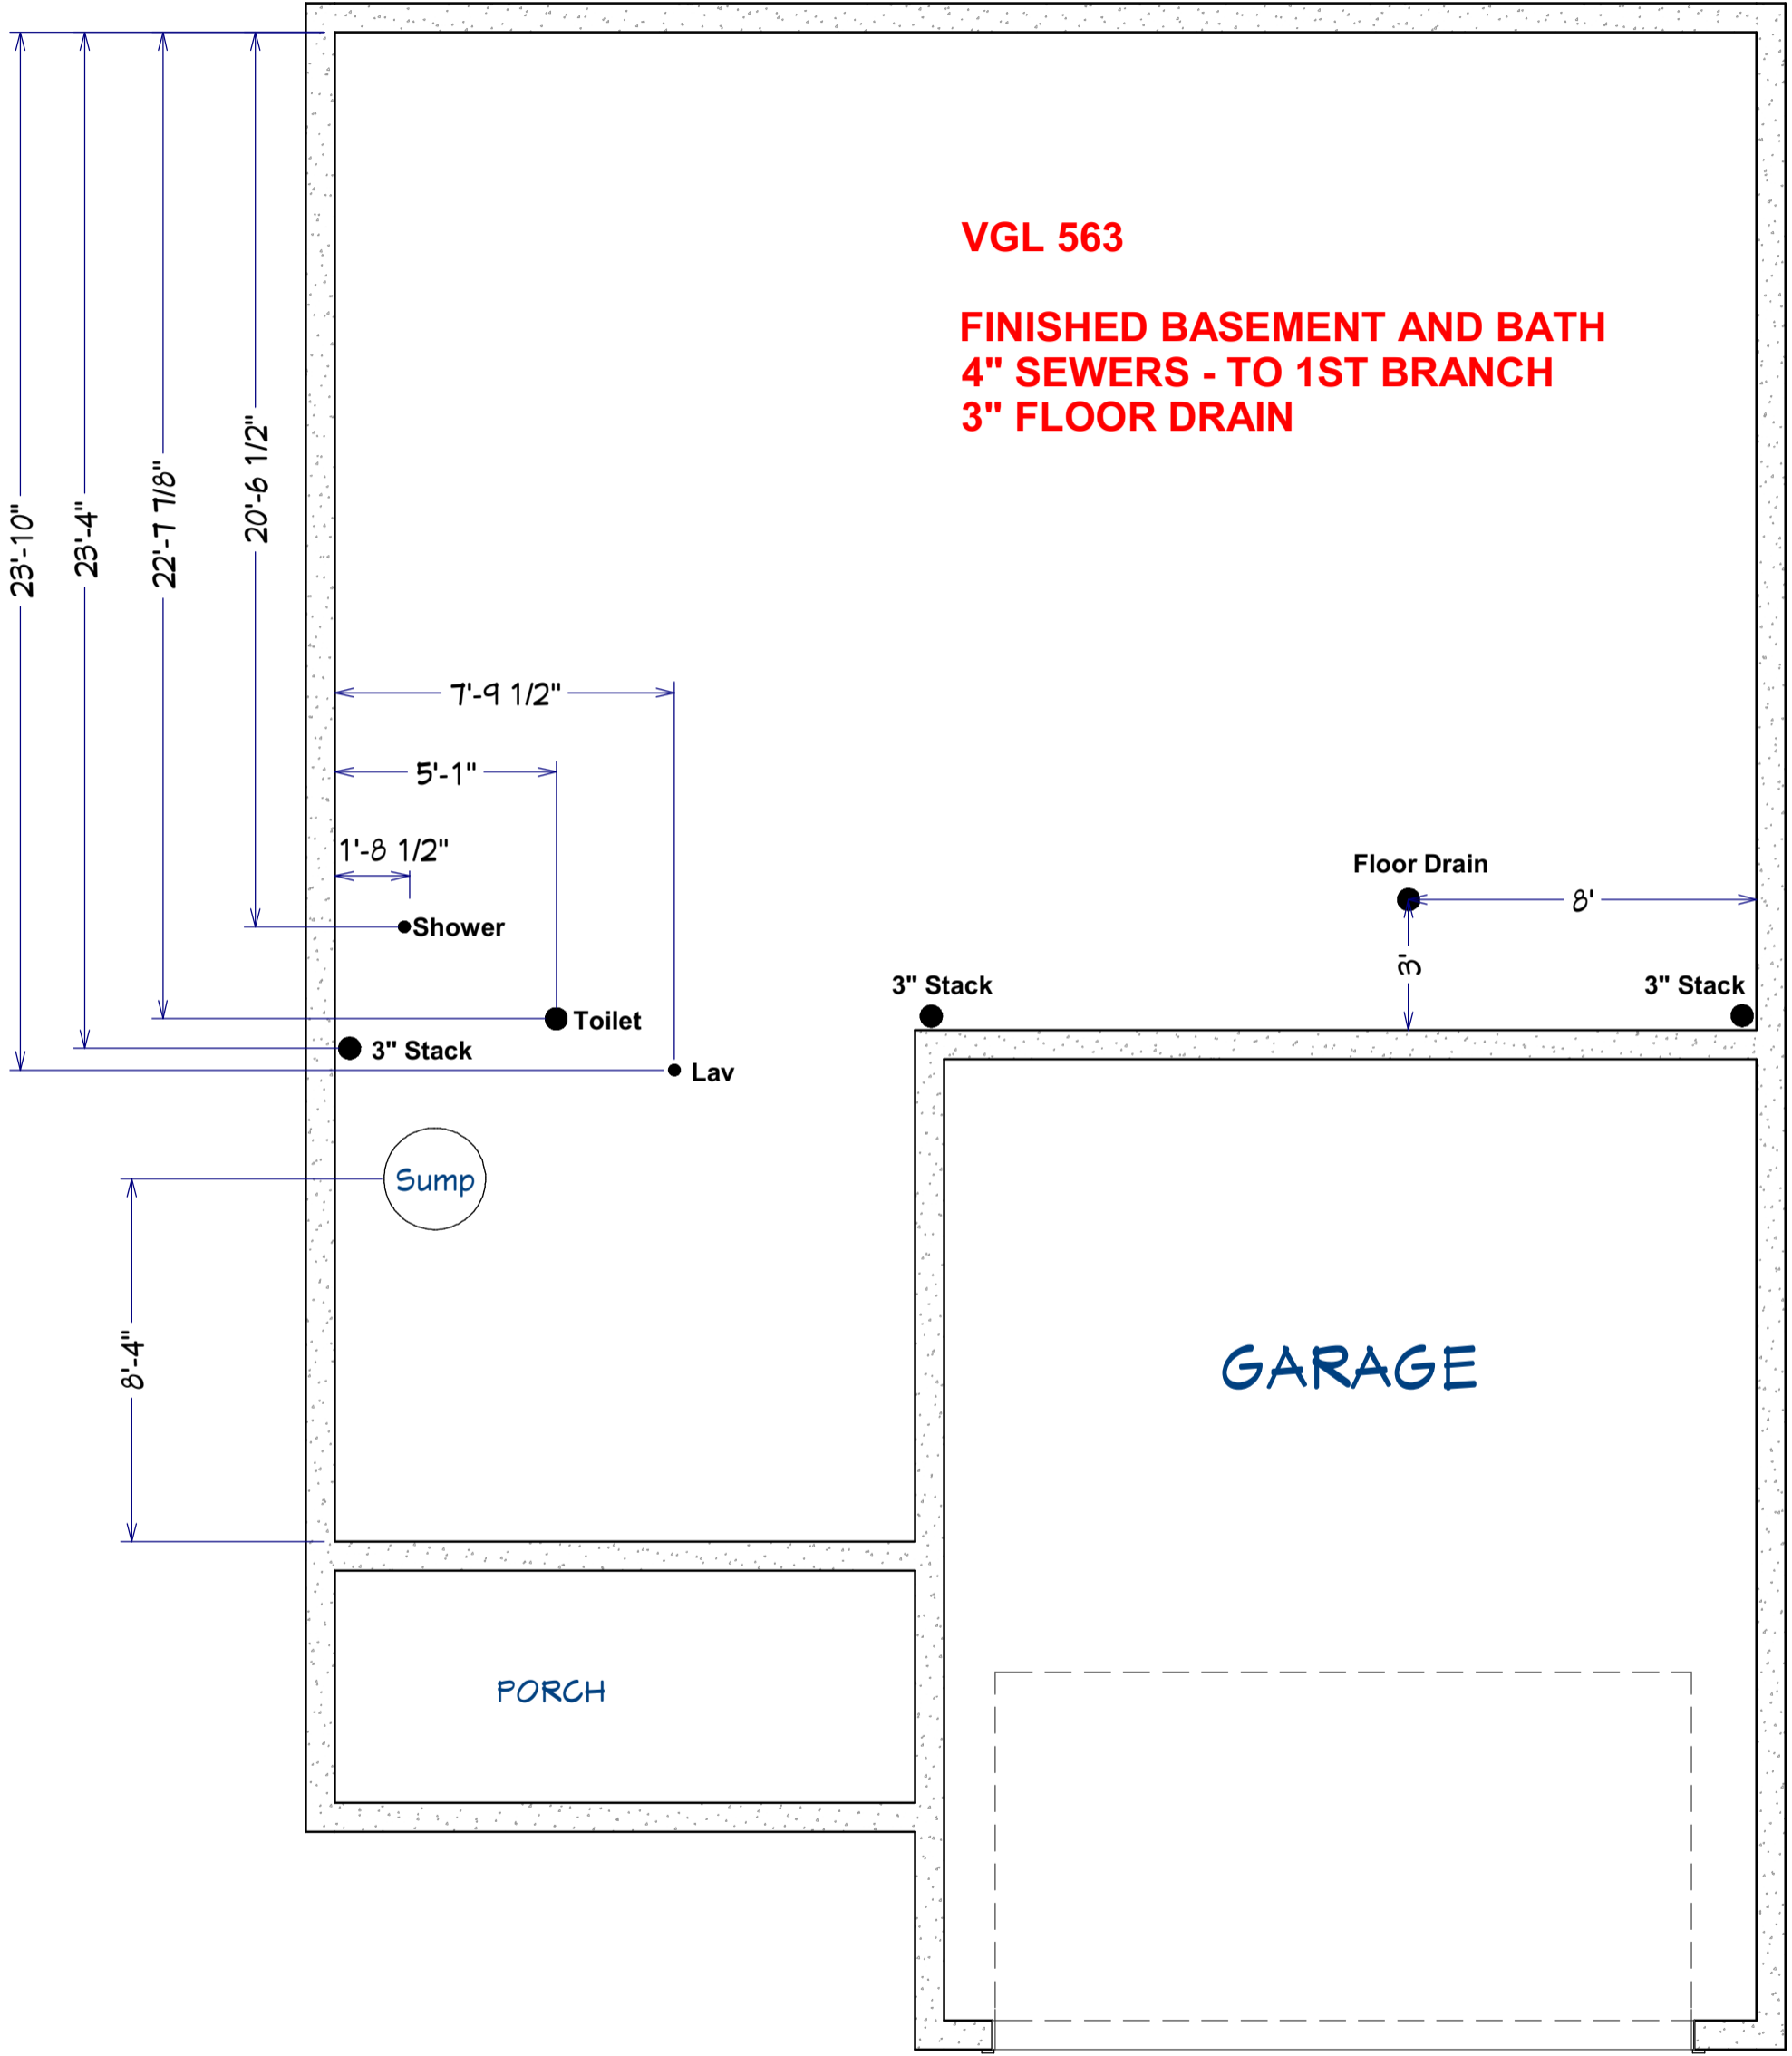 VGL 563
FINISHED BASEMENT AND BATH
4" SEWERS - TO 1ST BRANCH
3" FLOOR DRAIN
23'-10"
23'-4"
22'-7 7/8"
20'-6 1/2"
7'-9 1/2"
5'-1"
1'-8 1/2"
Shower
Floor Drain
8'
3'
3" Stack
3" Stack
Toilet
3" Stack
Lav
Sump
8'-4"
GARAGE
PORCH